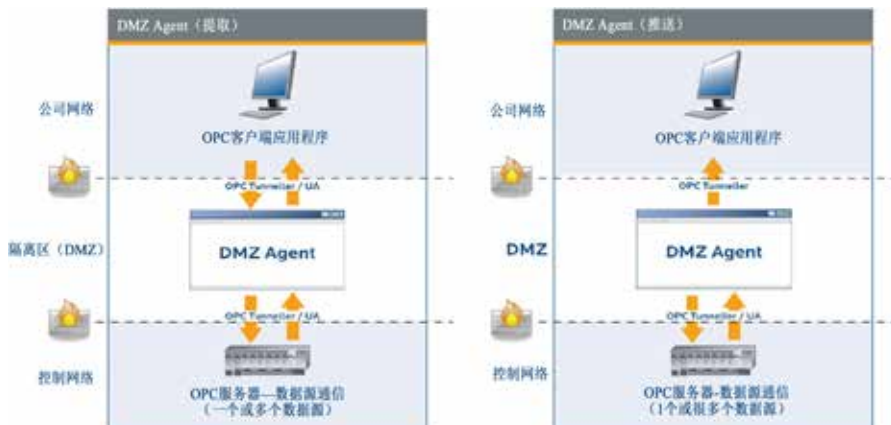 DMZ Agent（提取）
公司网络
OPC客户端应用程序
OPC Tunneller / UA
隔离区（DMZ）
DMZ Agent
OPC Tunneller / UA
控制网络
OPC服务器—数据源通信
（一个或多个数据源）
DMZ Agent（推送）
公司网络
OPC客户端应用程序
OPC Tunneller
DMZ
DMZ Agent
OPC Tunneller / UA
控制网络
OPC服务器-数据源通信
（1个或很多个数据源）